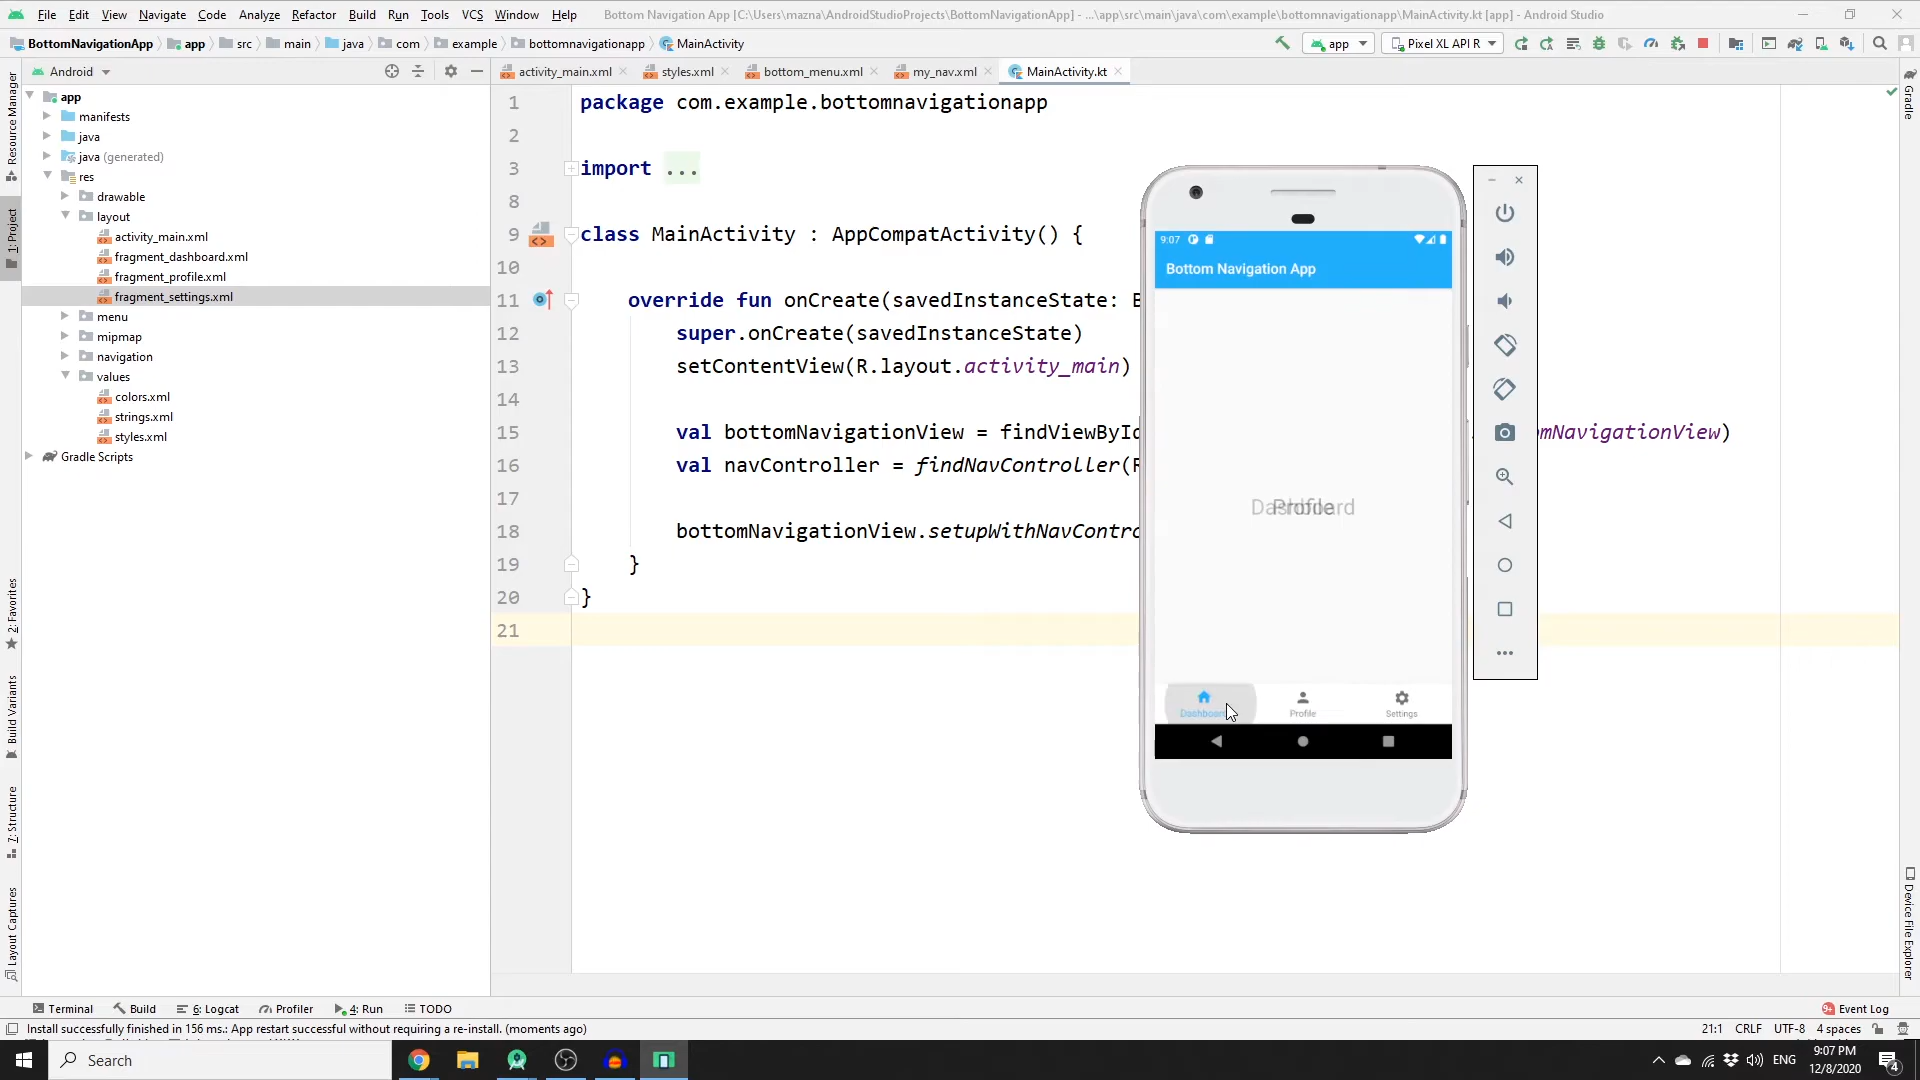 File Edit View Navigate Code Analyze Refactor Build Run Tools VCS Window Help Bottom Navigation App [C:\Users\mazna\AndroidStudioProjects\BottomNavigationApp] - ...\app\src\main\java\com\example\bottomnavigationapp\MainActivity.kt [app] - Android Studio
BottomNavigationApp app src main java com example bottomnavigationapp MainActivity app Pixel XL API R
Android activity_main.xml styles.xml bottom_menu.xml my_nav.xml MainActivity.kt
Resource Manager
1: Project
2: Favorites
Build Variants
7: Structure
Layout Captures
app
manifests
java
java (generated)
res
drawable
layout
activity_main.xml
fragment_dashboard.xml
fragment_profile.xml
fragment_settings.xml
menu
mipmap
navigation
values
colors.xml
strings.xml
styles.xml
Gradle Scripts
1 package com.example.bottomnavigationapp
2
3 import ...
8
9 class MainActivity : AppCompatActivity() {
10
11 override fun onCreate(savedInstanceState: B
12 super.onCreate(savedInstanceState)
13 setContentView(R.layout.activity_main)
14
15 val bottomNavigationView = findViewById mNavigationView)
16 val navController = findNavController(R
17
18 bottomNavigationView.setupWithNavContro
19 }
20 }
21
9:07
Bottom Navigation App
Dashboard
Profile
Dashboard Profile Settings
Gradle
Device File Explorer
Terminal Build 6: Logcat Profiler 4: Run TODO Event Log
Install successfully finished in 156 ms.: App restart successful without requiring a re-install. (moments ago) 21:1 CRLF UTF-8 4 spaces
Search ENG 9:07 PM
12/8/2020
4